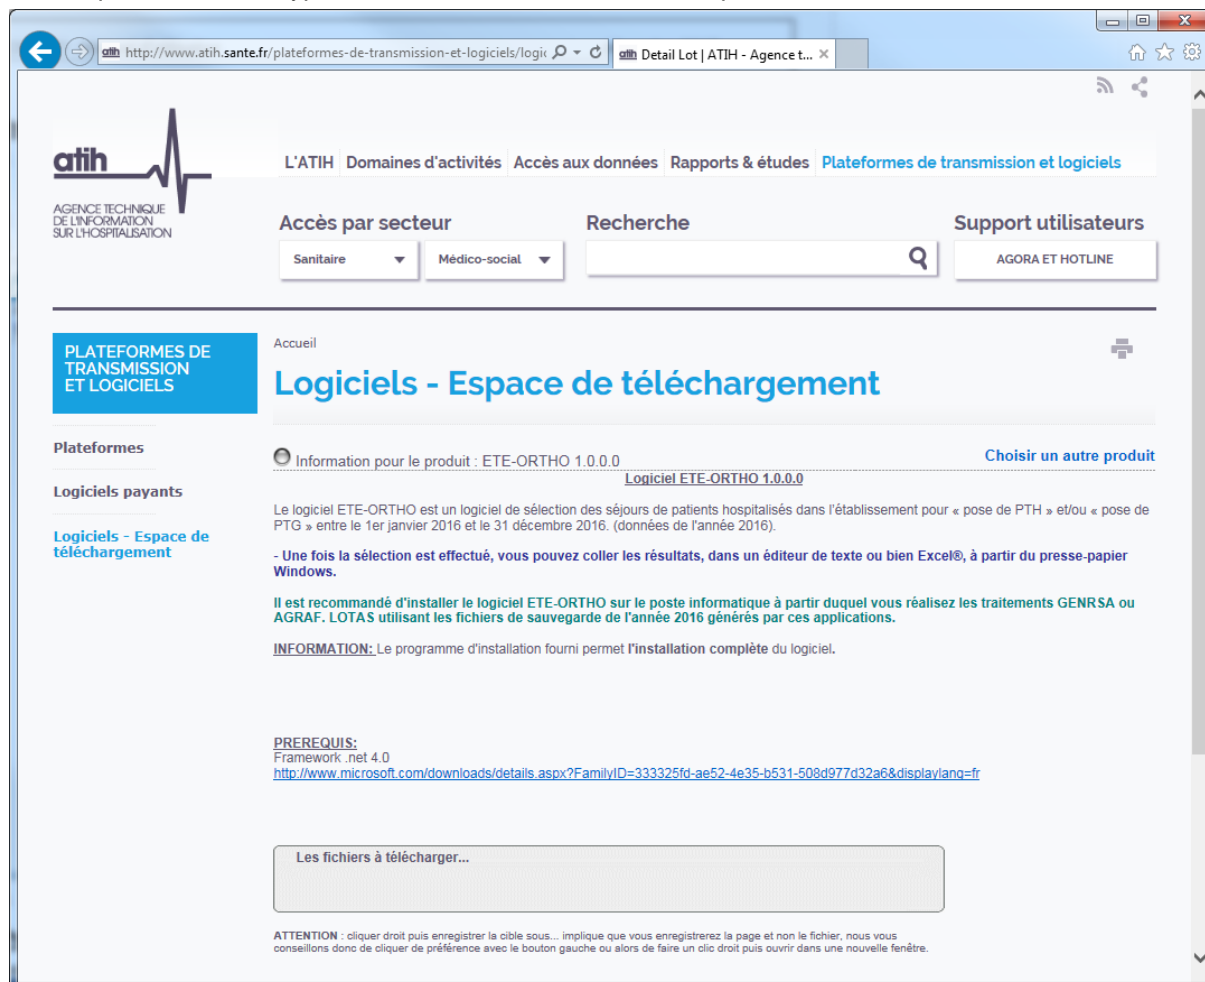 http://www.atih.sante.fr/plateformes-de-transmission-et-logiciels/logic
atih Detail Lot | ATIH - Agence t...
atih
AGENCE TECHNIQUE
DE L'INFORMATION
SUR L'HOSPITALISATION
L'ATIH Domaines d'activités Accès aux données Rapports & études Plateformes de transmission et logiciels
Accès par secteur Recherche Support utilisateurs
Sanitaire Médico-social AGORA ET HOTLINE
PLATEFORMES DE
TRANSMISSION
ET LOGICIELS
Plateformes
Logiciels payants
Logiciels - Espace de
téléchargement
Accueil
Logiciels - Espace de téléchargement
Information pour le produit : ETE-ORTHO 1.0.0.0 Choisir un autre produit
Logiciel ETE-ORTHO 1.0.0.0
Le logiciel ETE-ORTHO est un logiciel de sélection des séjours de patients hospitalisés dans l'établissement pour « pose de PTH » et/ou « pose de
PTG » entre le 1er janvier 2016 et le 31 décembre 2016. (données de l'année 2016).
- Une fois la sélection est effectué, vous pouvez coller les résultats, dans un éditeur de texte ou bien Excel®, à partir du presse-papier
Windows.
Il est recommandé d'installer le logiciel ETE-ORTHO sur le poste informatique à partir duquel vous réalisez les traitements GENRSA ou
AGRAF. LOTAS utilisant les fichiers de sauvegarde de l'année 2016 générés par ces applications.
INFORMATION: Le programme d'installation fourni permet l'installation complète du logiciel.
PREREQUIS:
Framework .net 4.0
http://www.microsoft.com/downloads/details.aspx?FamilyID=333325fd-ae52-4e35-b531-508d977d32a6&displaylang=fr
Les fichiers à télécharger...
ATTENTION : cliquer droit puis enregistrer la cible sous... implique que vous enregistrerez la page et non le fichier, nous vous
conseillons donc de cliquer de préférence avec le bouton gauche ou alors de faire un clic droit puis ouvrir dans une nouvelle fenêtre.